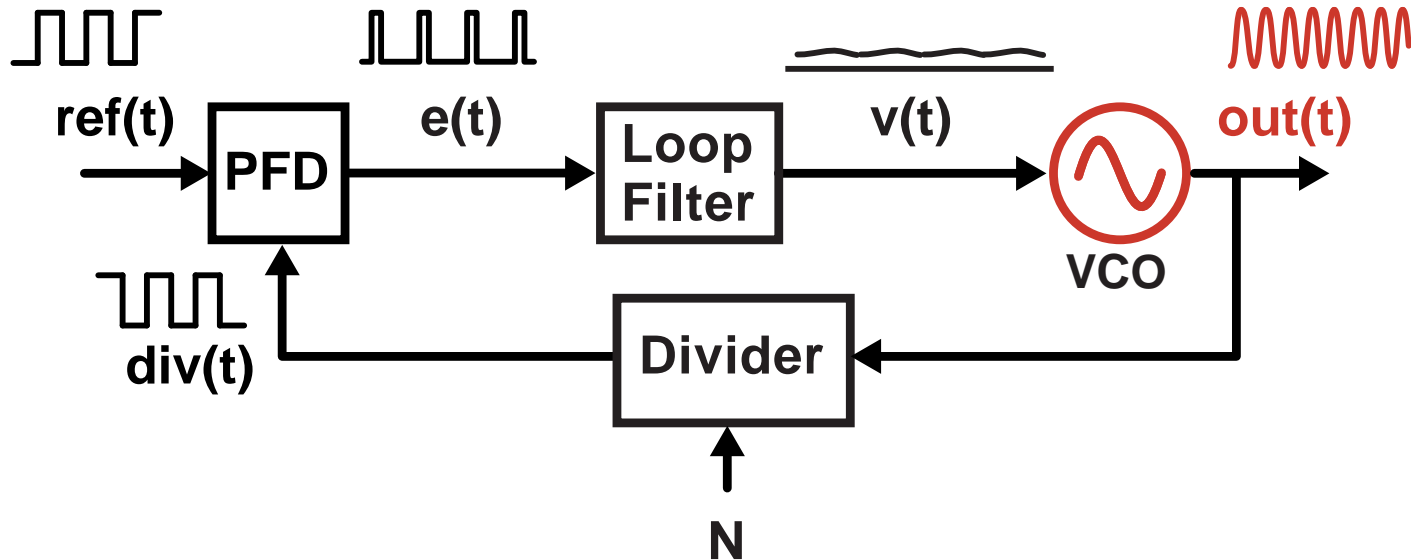 ref(t)
PFD
e(t)
Loop
Filter
v(t)
VCO
out(t)
div(t)
Divider
N